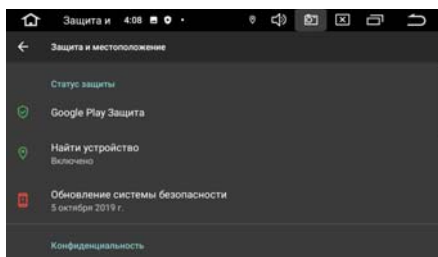 Защита и 4:08
Защита и местоположение
Статус защиты
Google Play Защита
Найти устройство
Включено
Обновление системы безопасности
5 октября 2019 г.
Конфиденциальность